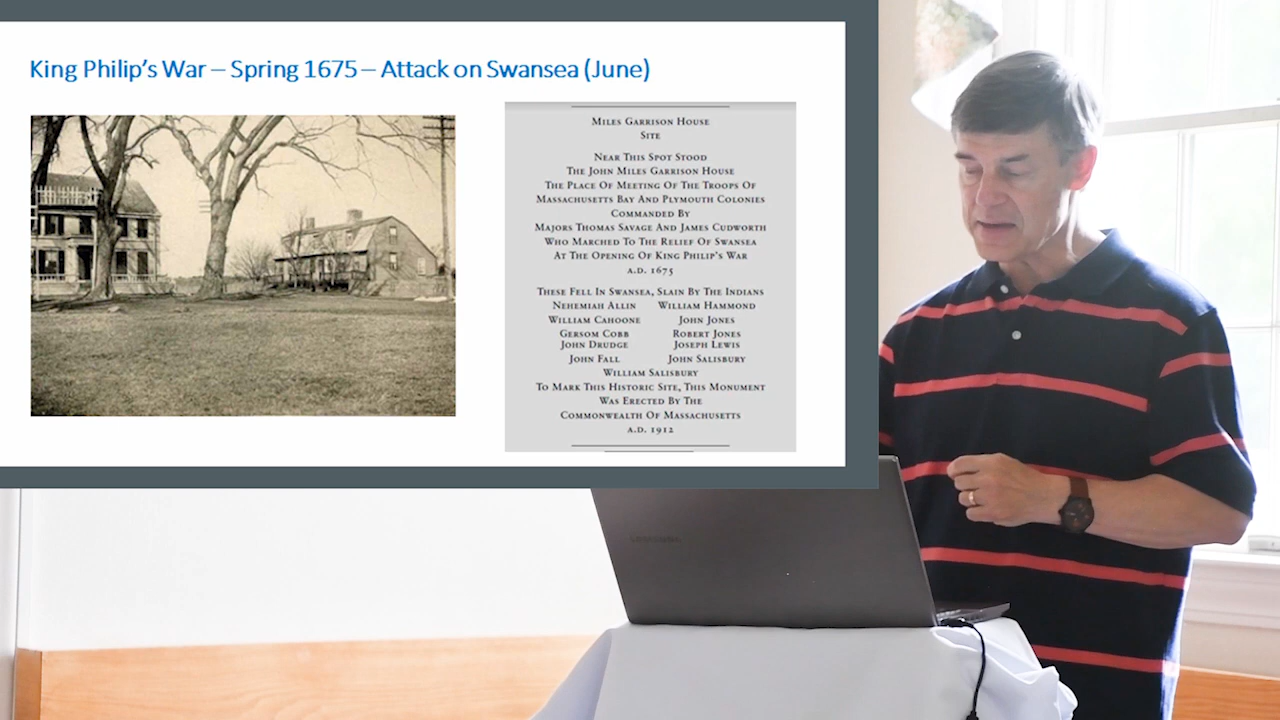 King Philip's War – Spring 1675 – Attack on Swansea (June)
Miles Garrison House
Site
Near This Spot Stood
The John Miles Garrison House
The Place Of Meeting Of The Troops Of
Massachusetts Bay And Plymouth Colonies
Commanded By
Majors Thomas Savage And James Cudworth
Who Marched To The Relief Of Swansea
At The Opening Of King Philip's War
A.D. 1675
These Fell In Swansea, Slain By The Indians
Nehemiah Allin William Hammond
William Cahoone John Jones
Gersom Cobb Robert Jones
John Drudge Joseph Lewis
John Fall John Salisbury
William Salisbury
To Mark This Historic Site, This Monument
Was Erected By The
Commonwealth Of Massachusetts
A.D. 1912